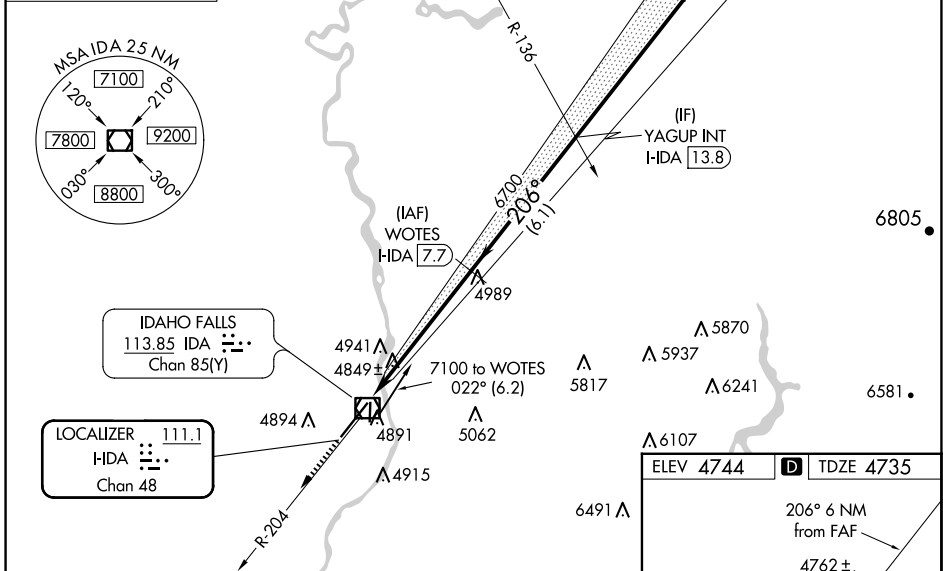 MSA IDA 25 NM
7100
120°
210°
7800
9200
030°
300°
8800
R-136
(IF)
YAGUP INT
I-IDA 13.8
6700
206°
(6.1)
(IAF)
WOTES
I-IDA 7.7
4989
6805
IDAHO FALLS
113.85 IDA
Chan 85(Y)
4941
4849±
7100 to WOTES
022° (6.2)
5870
5937
5817
6241
6581
4894
4891
5062
LOCALIZER 111.1
I-IDA
Chan 48
6107
4915
R-204
6491
ELEV 4744 D TDZE 4735
206° 6 NM
from FAF
4762±